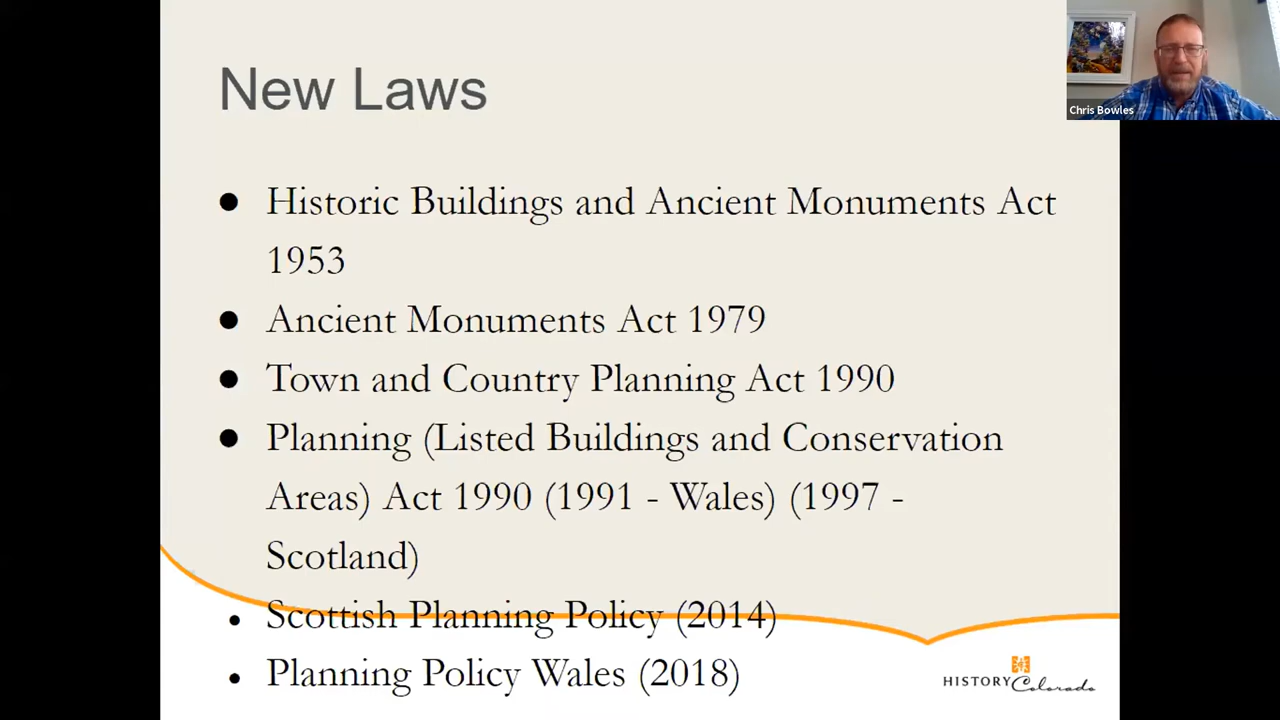 New Laws
Chris Bowles
● Historic Buildings and Ancient Monuments Act
1953
● Ancient Monuments Act 1979
● Town and Country Planning Act 1990
● Planning (Listed Buildings and Conservation
Areas) Act 1990 (1991 - Wales) (1997 -
Scotland)
• Scottish Planning Policy (2014)
• Planning Policy Wales (2018)
HISTORY Colorado